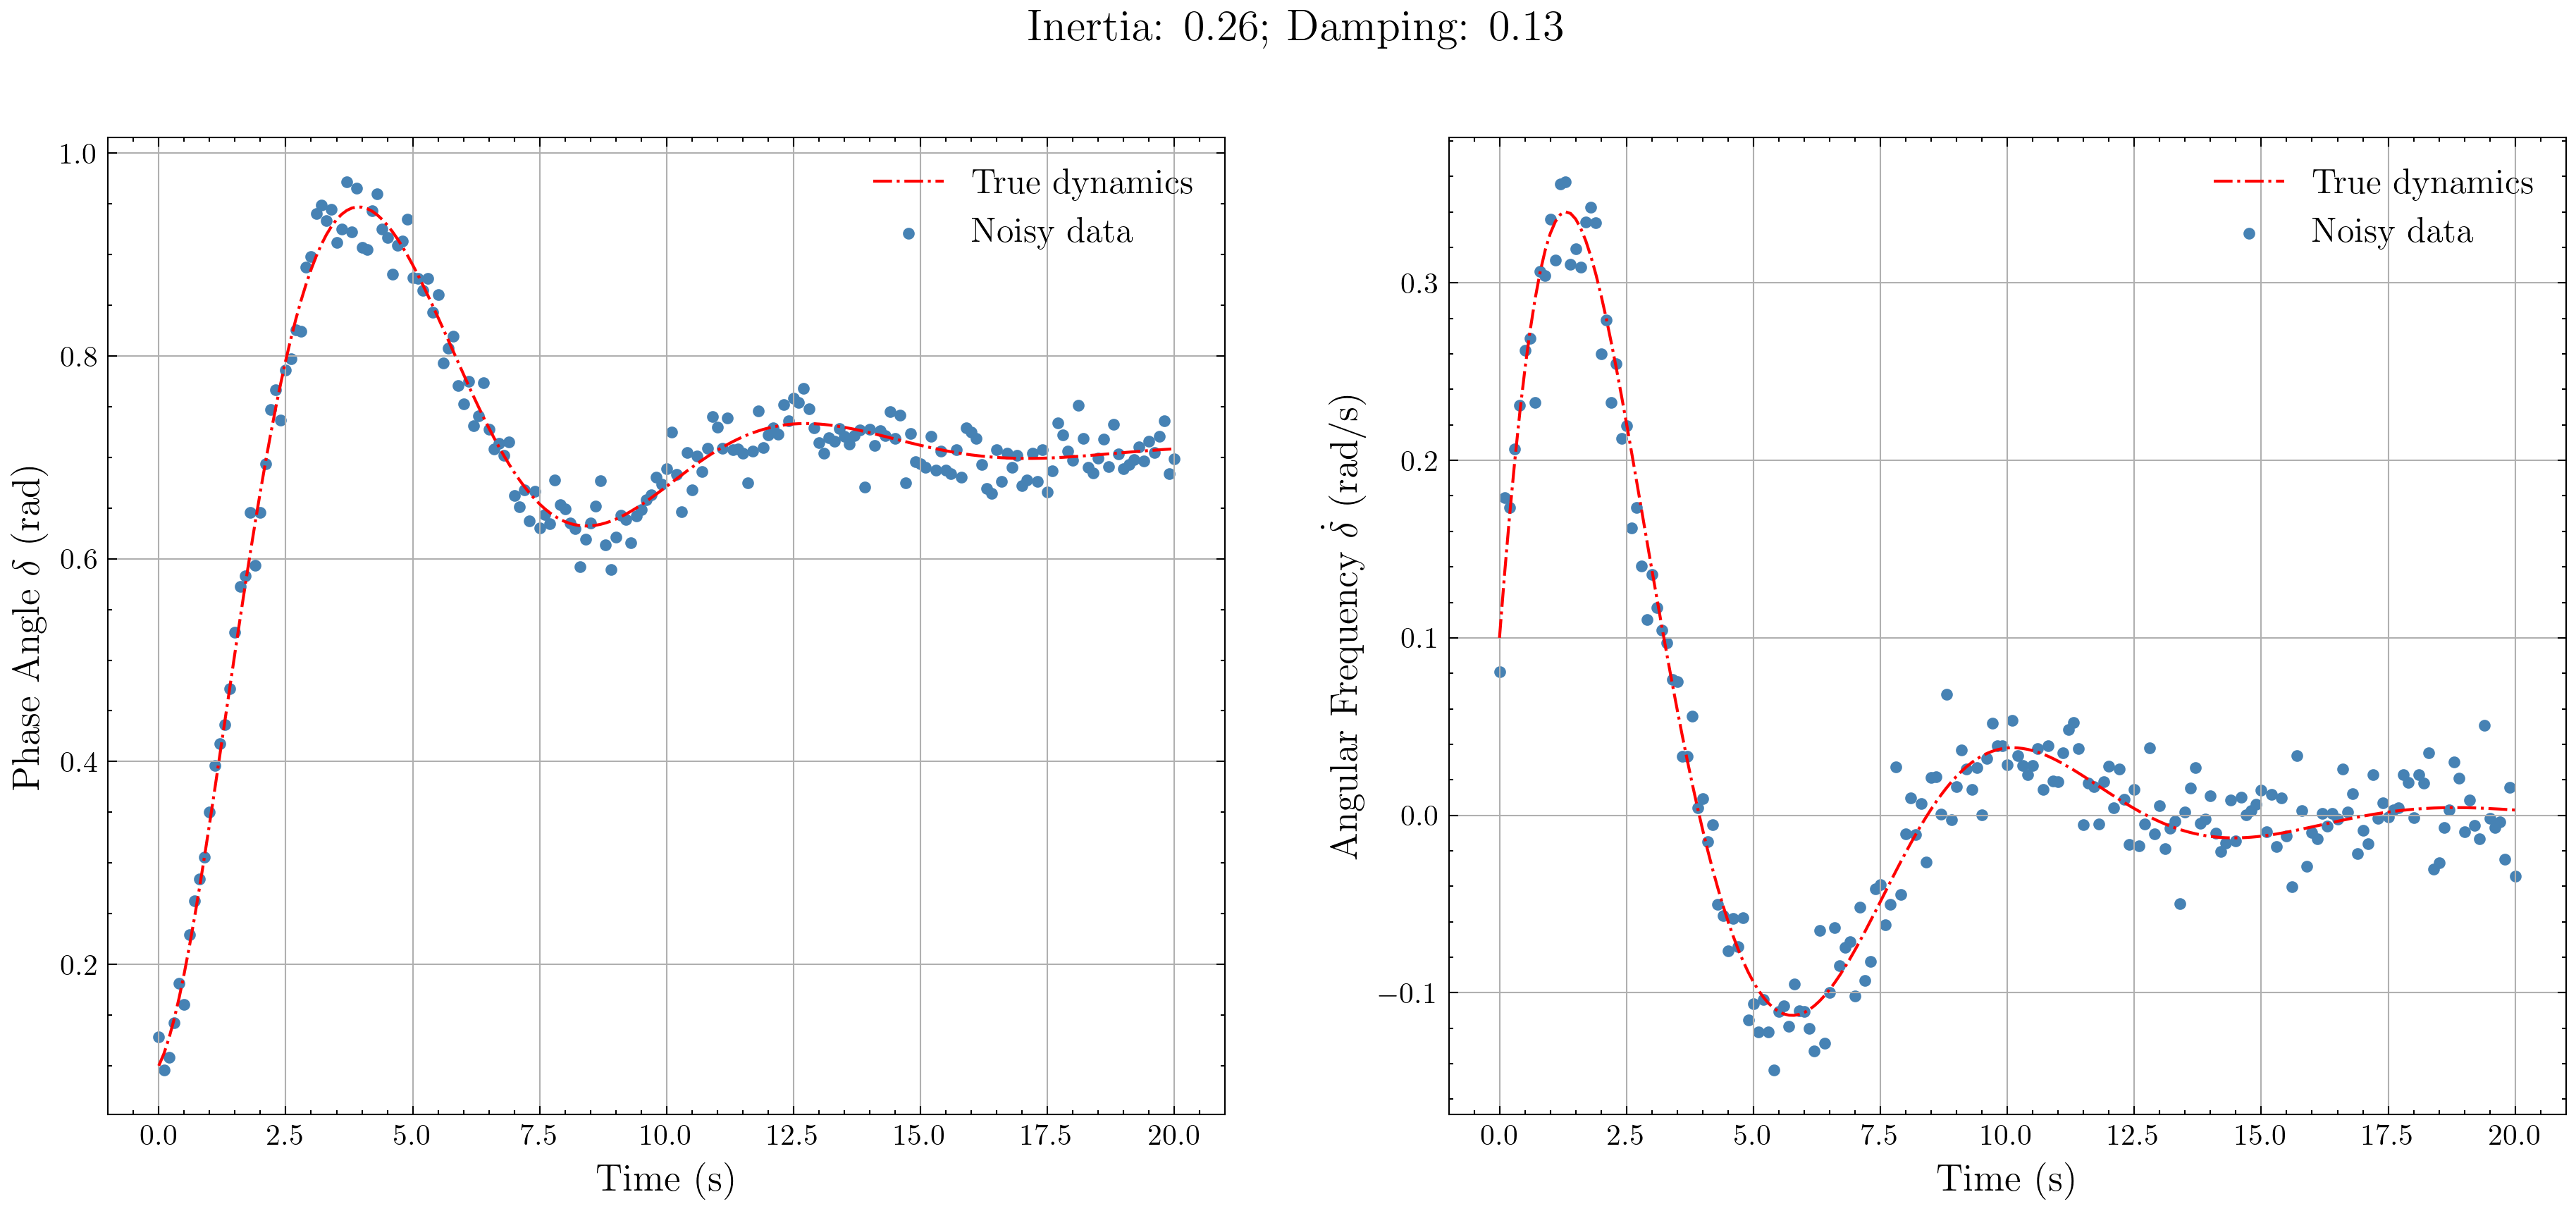 Inertia: 0.26; Damping: 0.13
1.0
0.8
0.6
0.4
0.2
Phase Angle δ (rad)
True dynamics
Noisy data
0.0 2.5 5.0 7.5 10.0 12.5 15.0 17.5 20.0
Time (s)
0.3
0.2
0.1
0.0
−0.1
Angular Frequency δ̇ (rad/s)
True dynamics
Noisy data
0.0 2.5 5.0 7.5 10.0 12.5 15.0 17.5 20.0
Time (s)